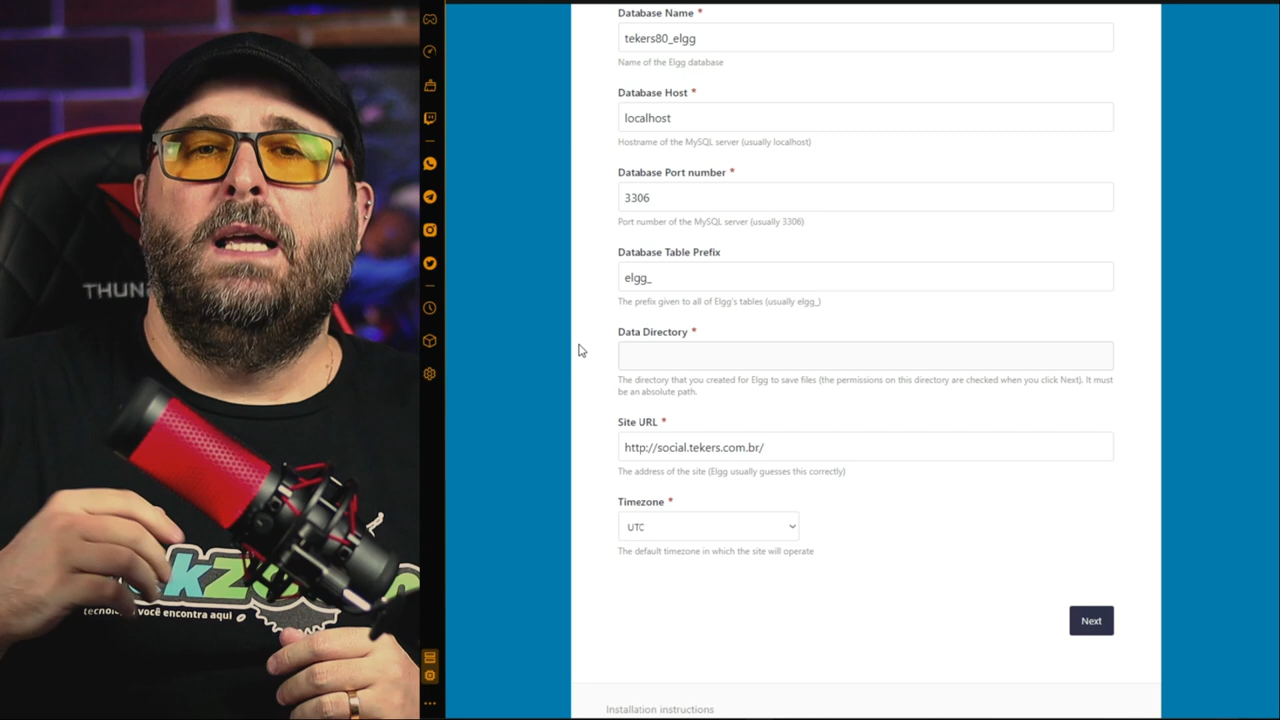 Database Name *
tekers80_elgg
Name of the Elgg database
Database Host *
localhost
Hostname of the MySQL server (usually localhost)
Database Port number *
3306
Port number of the MySQL server (usually 3306)
Database Table Prefix
elgg_
The prefix given to all of Elgg's tables (usually elgg_)
Data Directory *
The directory that you created for Elgg to save files (the permissions on this directory are checked when you click Next). It must
be an absolute path.
Site URL *
http://social.tekers.com.br/
The address of the site (Elgg usually guesses this correctly)
Timezone *
UTC
The default timezone in which the site will operate
Next
Installation instructions
THUN
você encontra aqui